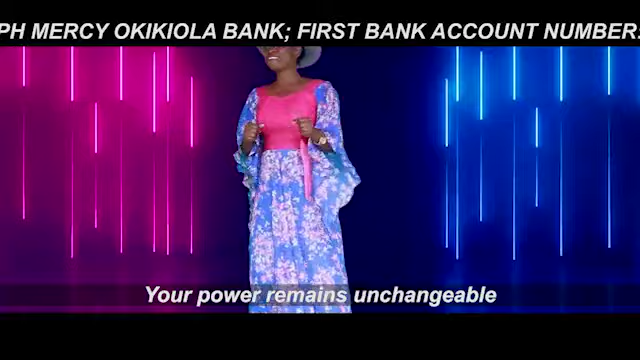 PH MERCY OKIKIOLA BANK; FIRST BANK ACCOUNT NUMBER:
Your power remains unchangeable